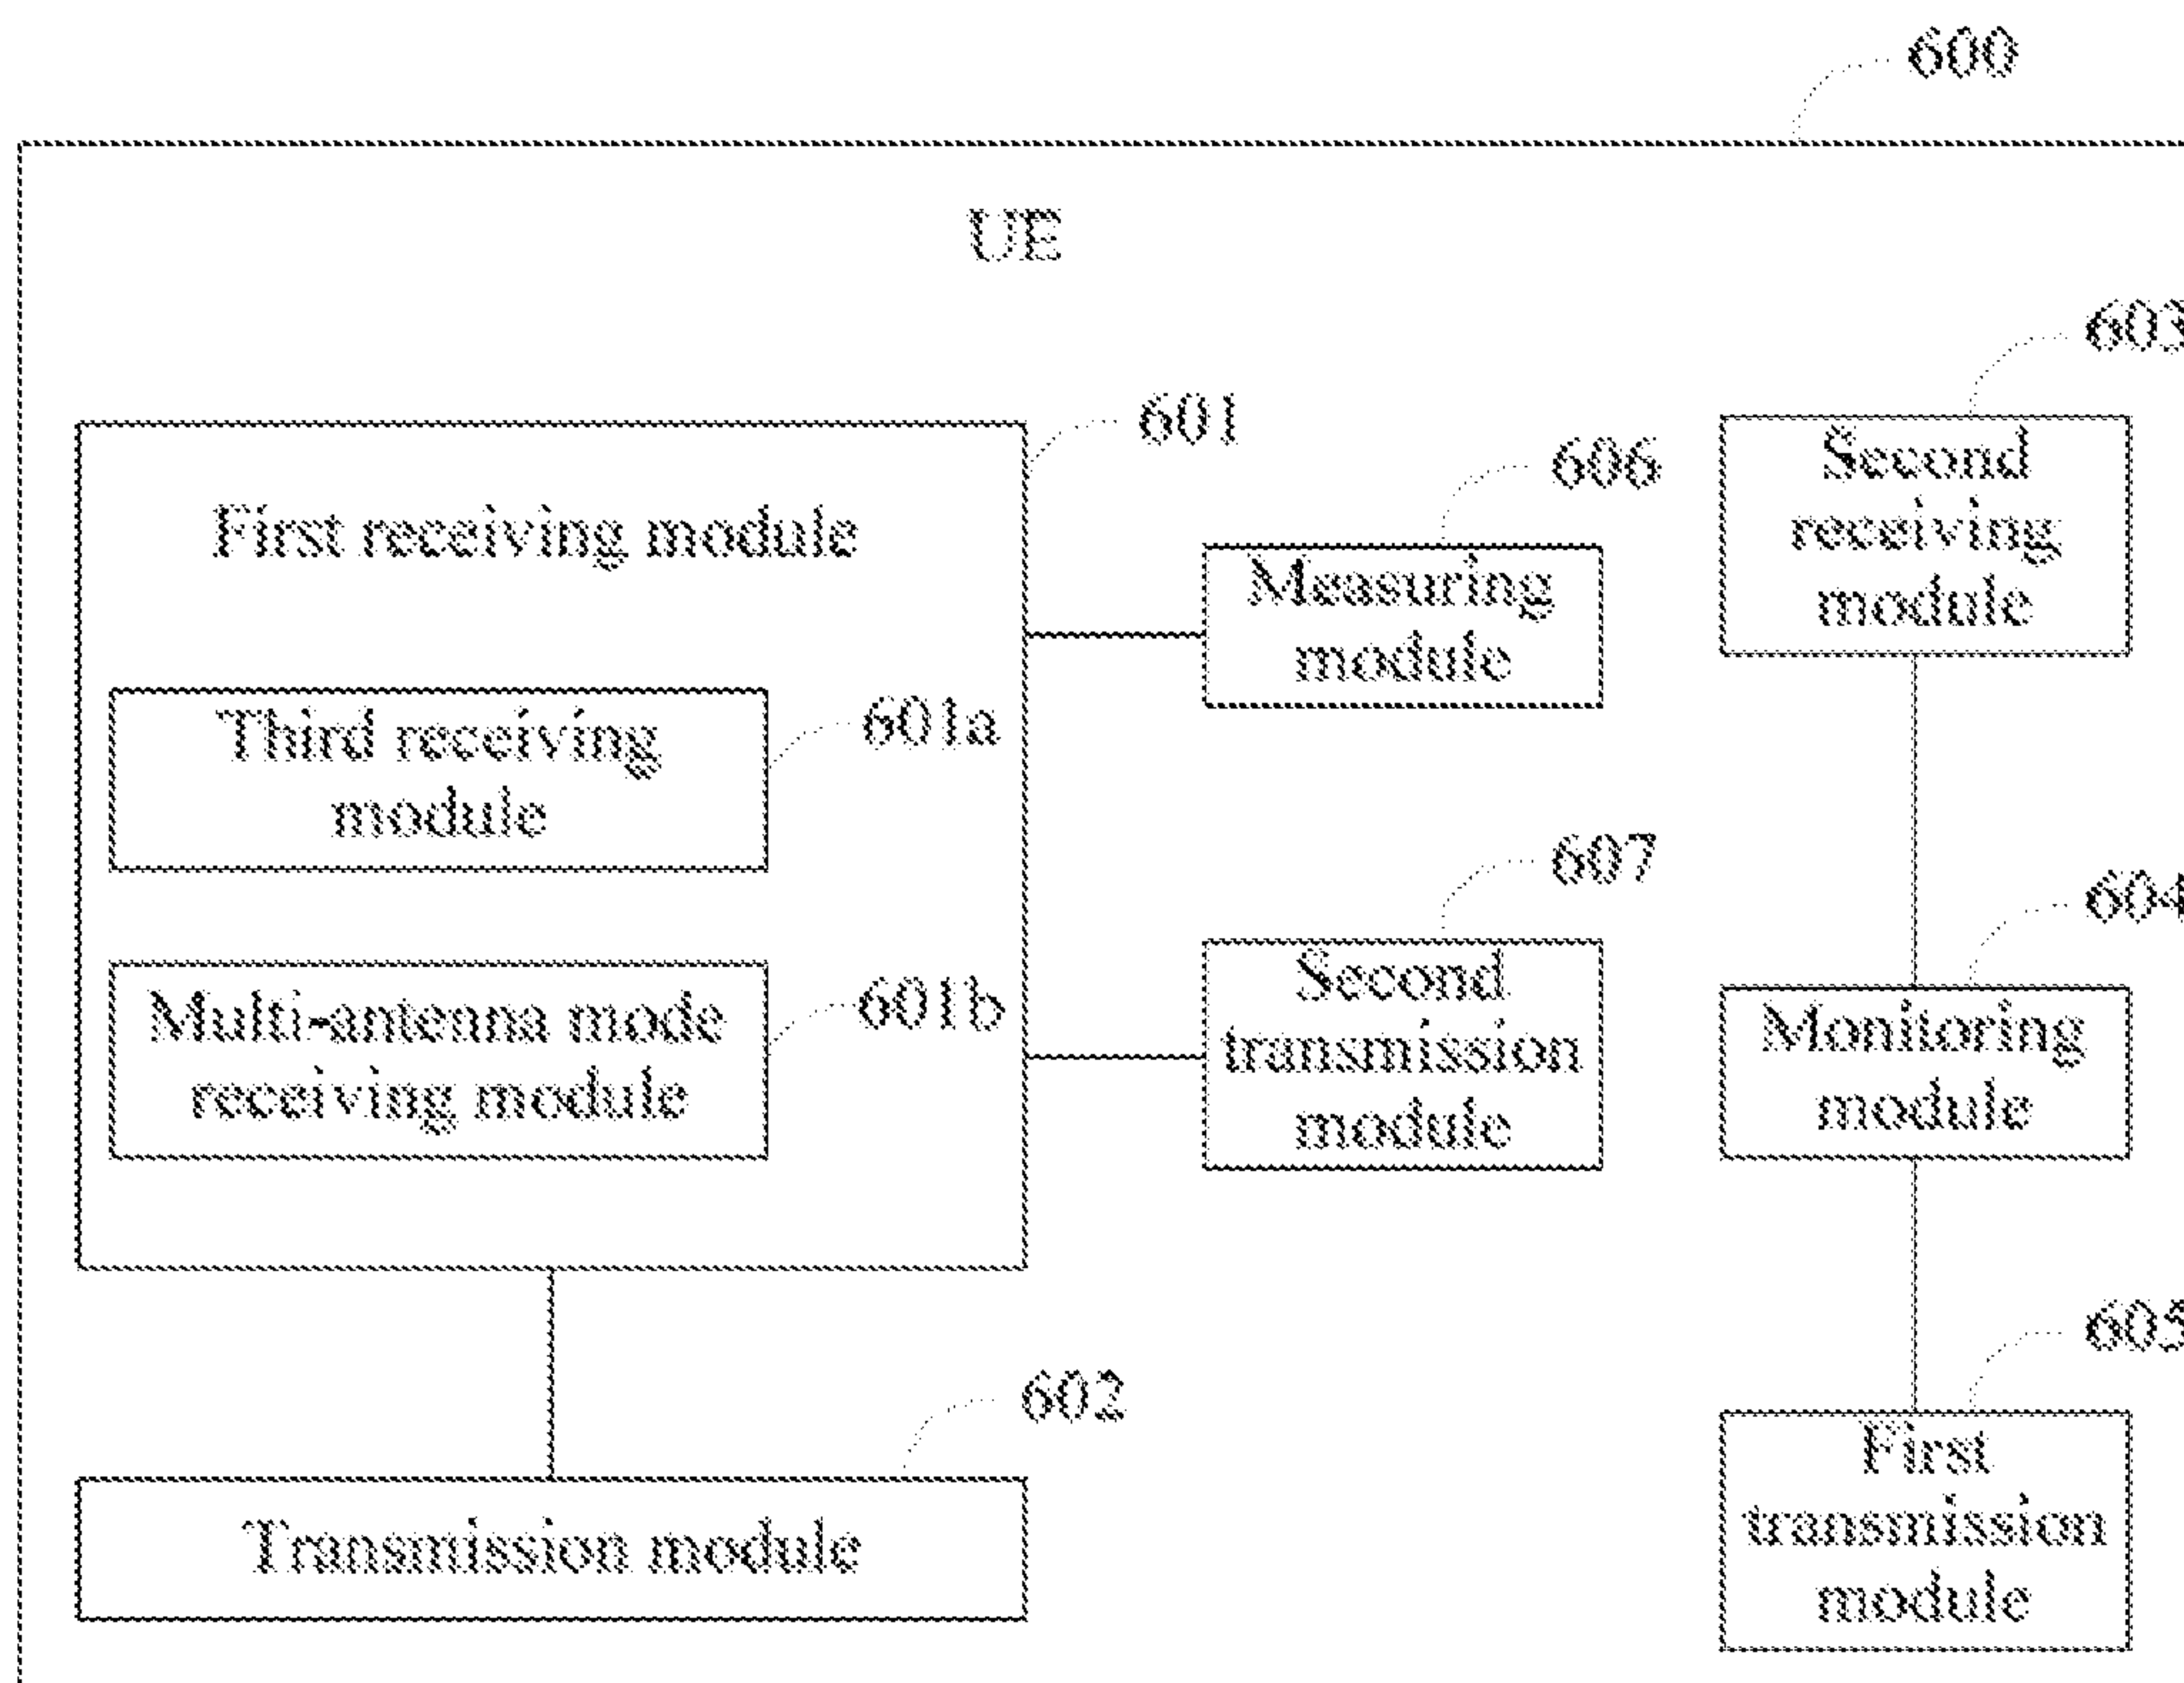 600
UE
603
601
606
First receiving module
Second
receiving
module
Measuring
module
601a
Third receiving
module
607
604
601b
Multi-antenna mode
receiving module
Second
transmission
module
Monitoring
module
605
602
First
transmission
module
Transmission module